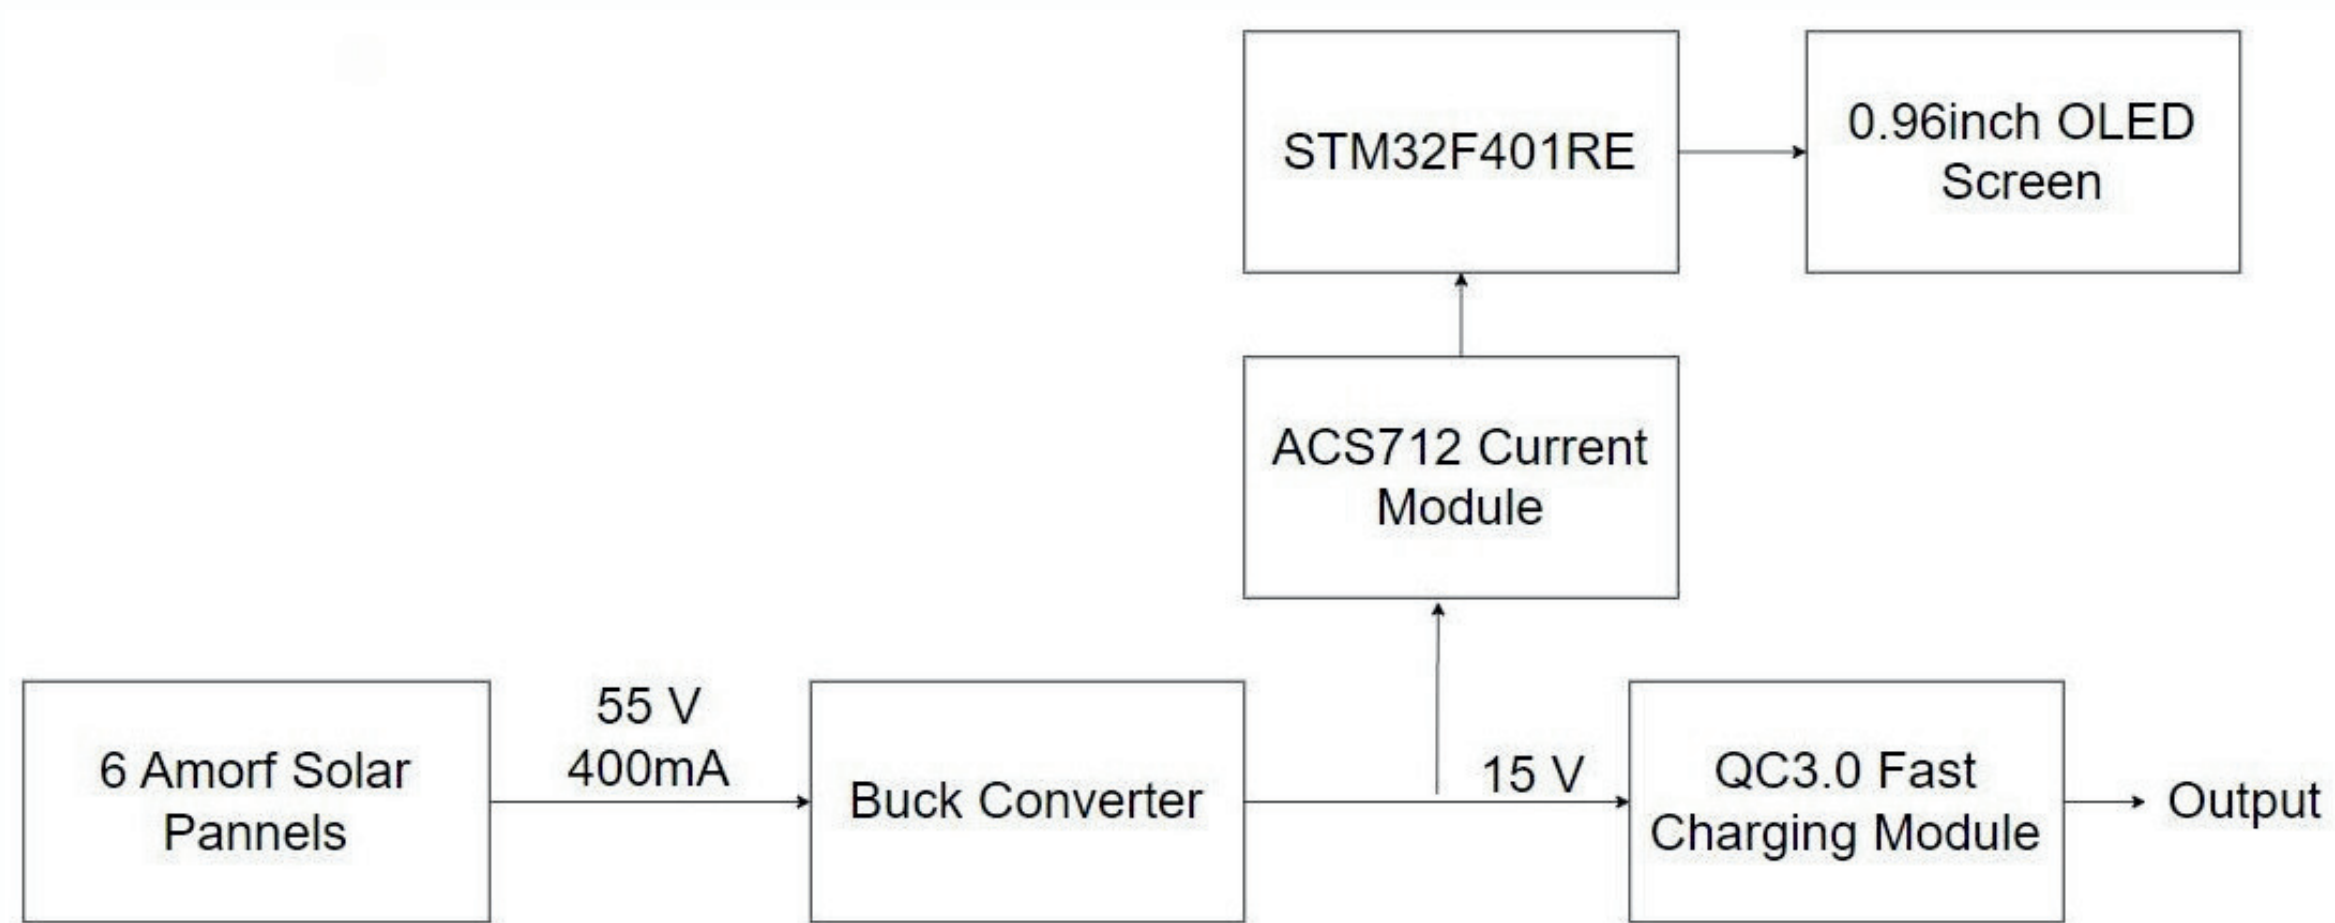 STM32F401RE
0.96inch OLED
Screen
ACS712 Current
Module
6 Amorf Solar
Pannels
55 V
400mA
Buck Converter
15 V
QC3.0 Fast
Charging Module
Output